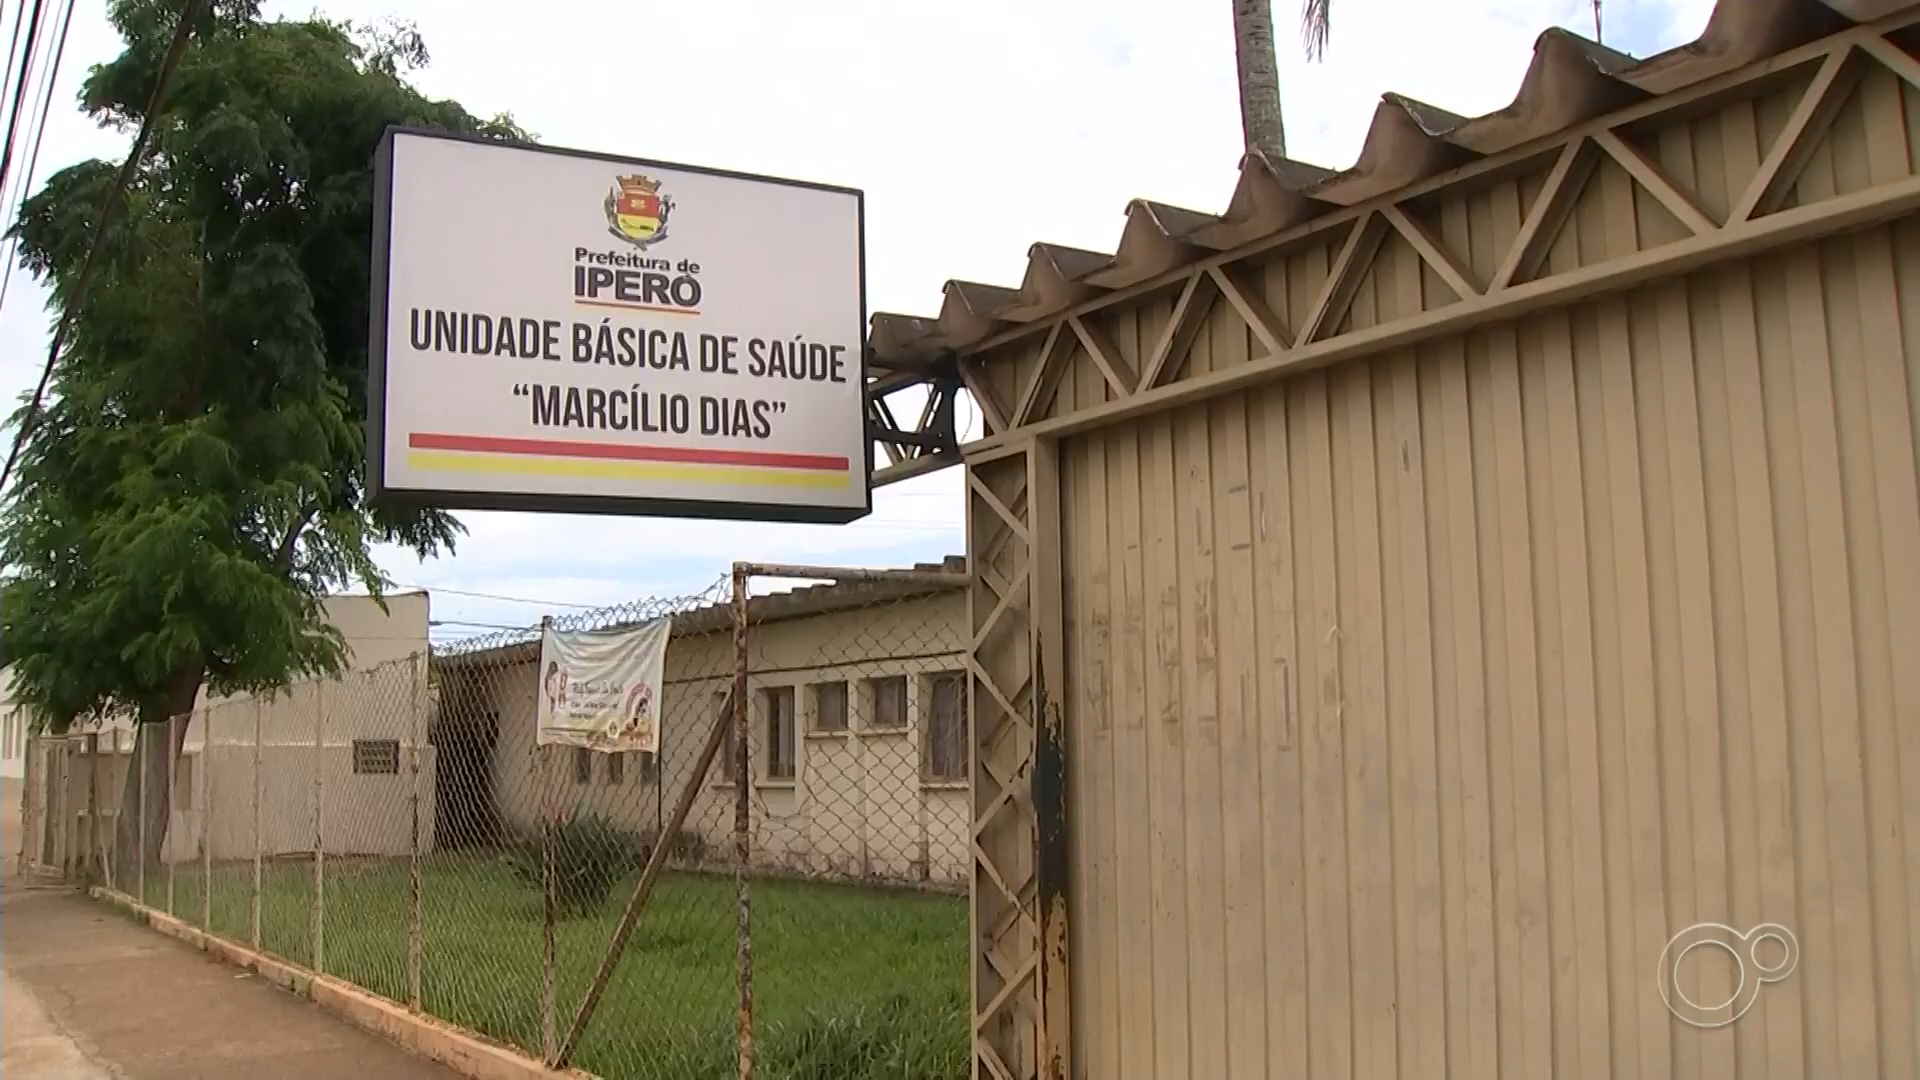 Prefeitura de
IPERÓ
UNIDADE BÁSICA DE SAÚDE
“MARCÍLIO DIAS”